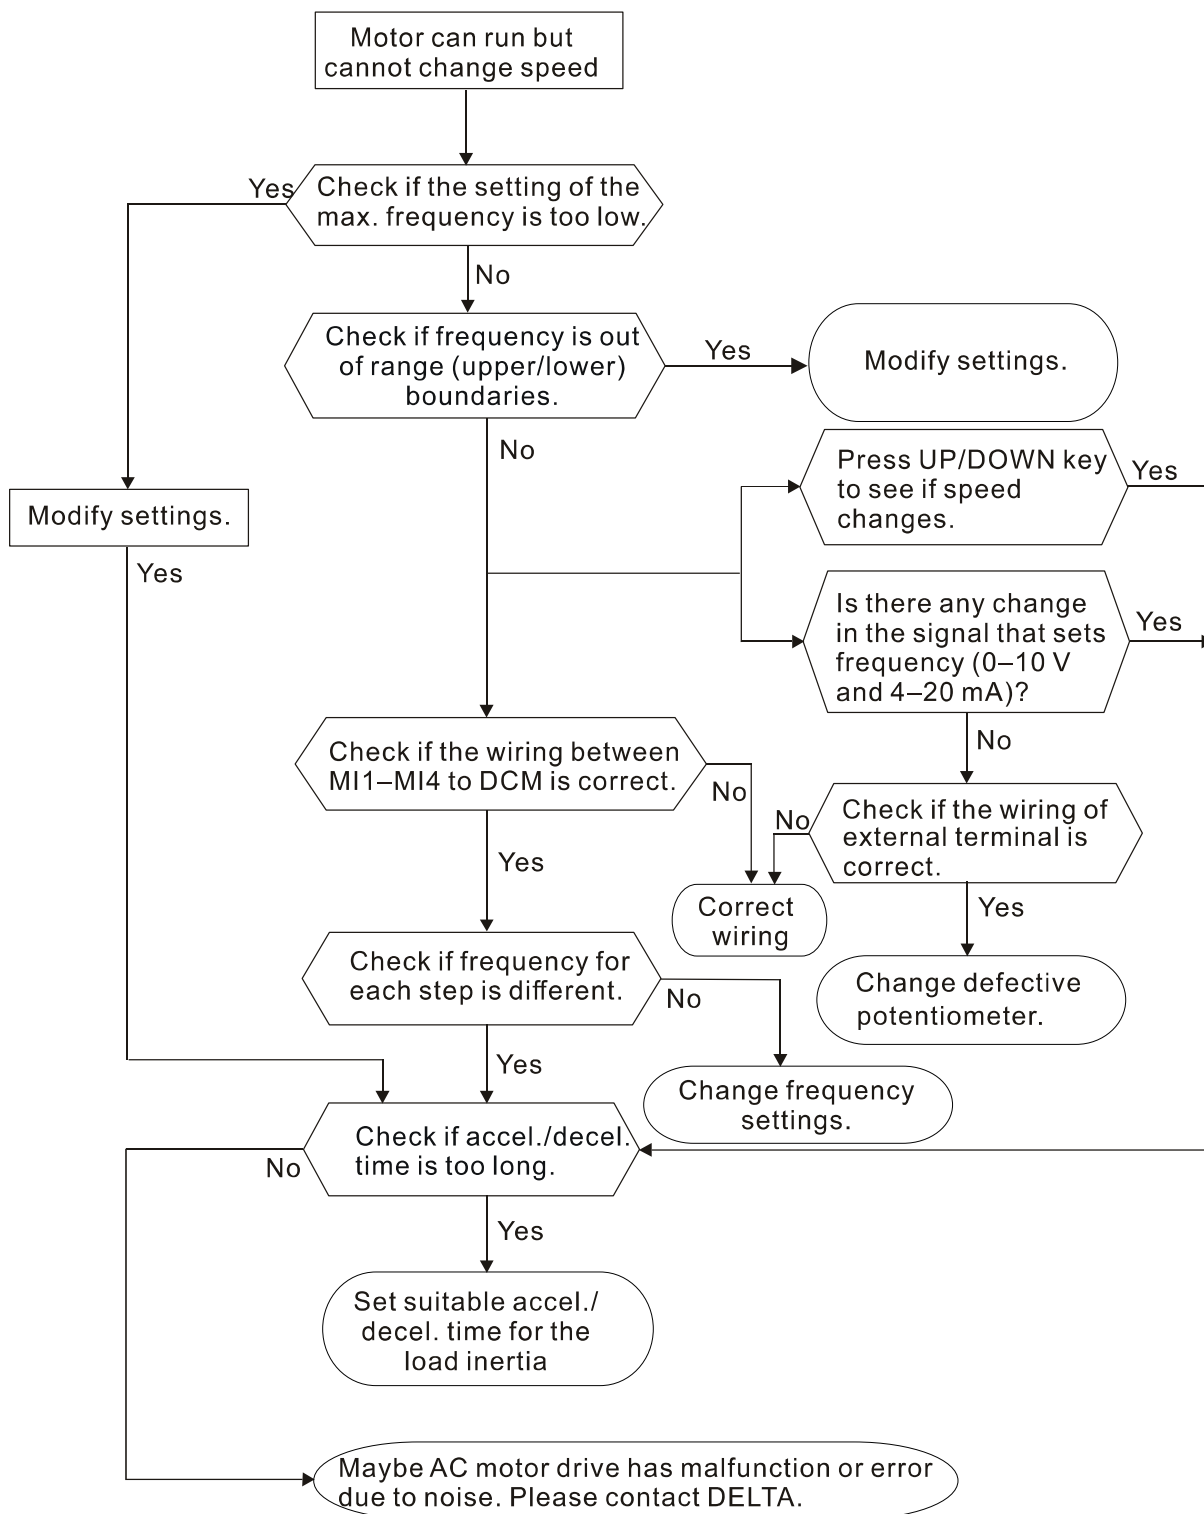 Motor can run but
cannot change speed
Yes
Check if the setting of the
max. frequency is too low.
No
Check if frequency is out
of range (upper/lower)
boundaries.
Yes
Modify settings.
No
Press UP/DOWN key
to see if speed
changes.
Yes
Modify settings.
Yes
Is there any change
in the signal that sets
frequency (0–10 V
and 4–20 mA)?
Yes
No
Check if the wiring between
MI1–MI4 to DCM is correct.
No
Check if the wiring of
external terminal is
correct.
No
Yes
Correct
wiring
Yes
Check if frequency for
each step is different.
No
Change defective
potentiometer.
Yes
Change frequency
settings.
Check if accel./decel.
time is too long.
No
Yes
Set suitable accel./
decel. time for the
load inertia
Maybe AC motor drive has malfunction or error
due to noise. Please contact DELTA.